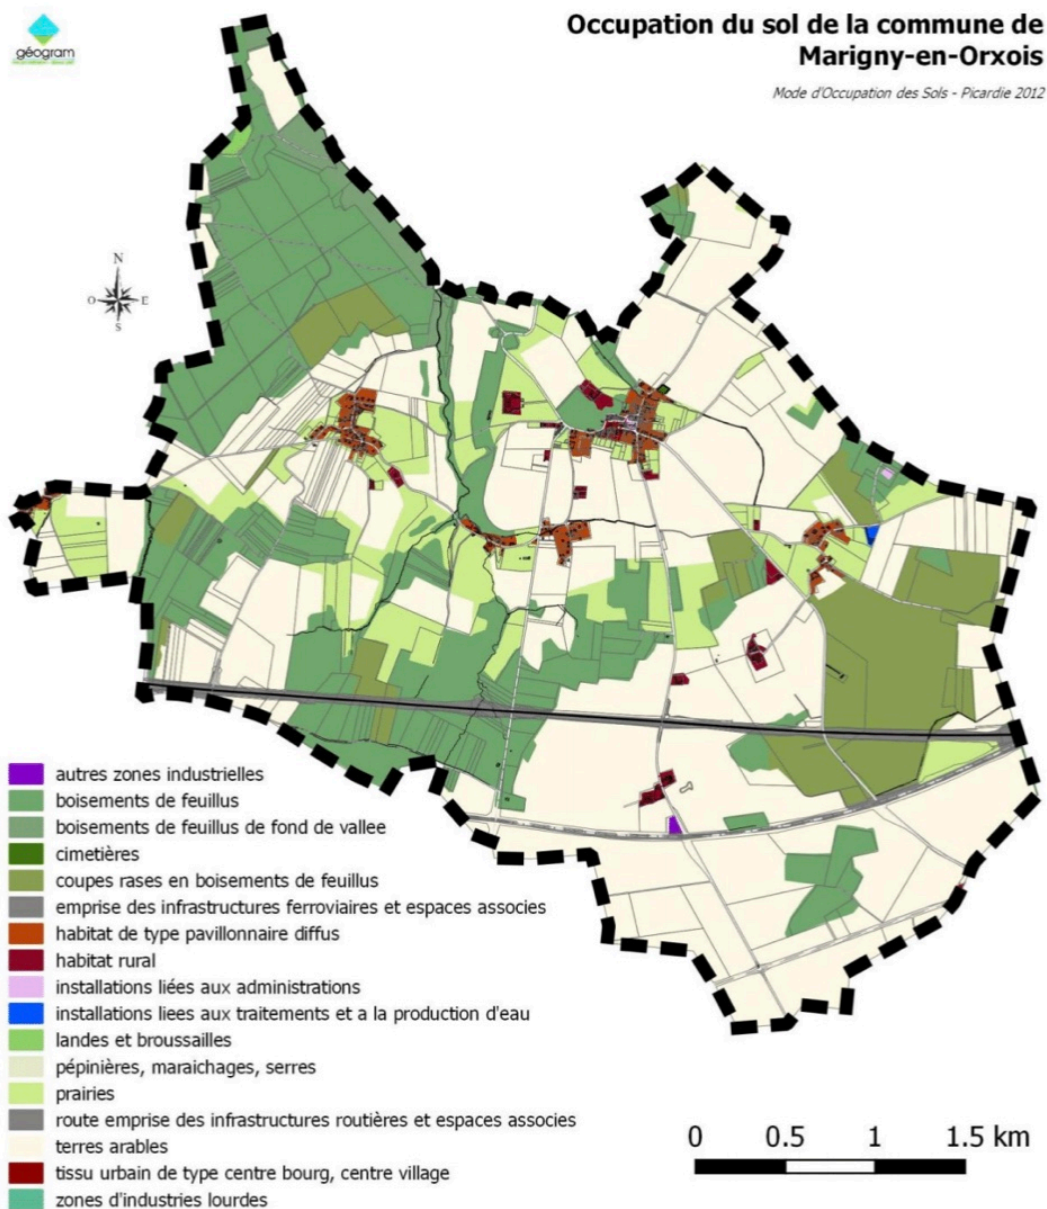 géogram
Occupation du sol de la commune de
Marigny-en-Orxois
Mode d'Occupation des Sols - Picardie 2012
N
O
E
S
autres zones industrielles
boisements de feuillus
boisements de feuillus de fond de vallee
cimetières
coupes rases en boisements de feuillus
emprise des infrastructures ferroviaires et espaces associes
habitat de type pavillonnaire diffus
habitat rural
installations liées aux administrations
installations liees aux traitements et a la production d'eau
landes et broussailles
pépinières, maraichages, serres
prairies
route emprise des infrastructures routières et espaces associes
terres arables
tissu urbain de type centre bourg, centre village
zones d'industries lourdes
0 0.5 1 1.5 km